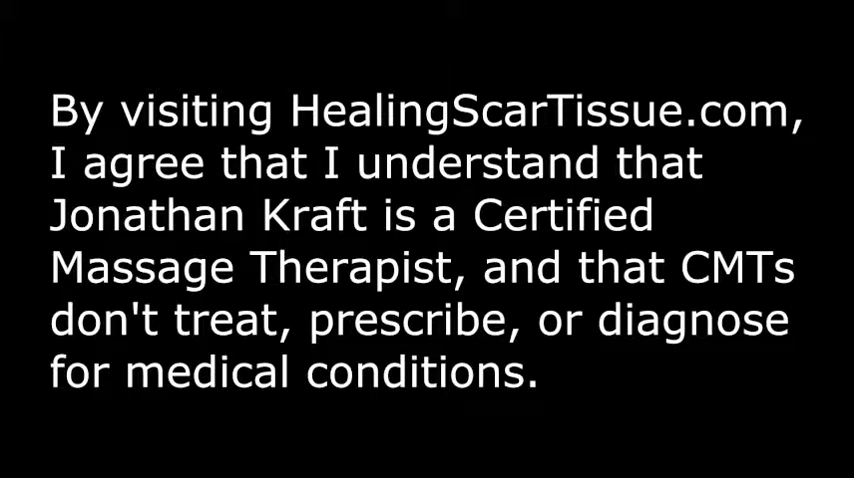 By visiting HealingScarTissue.com,
I agree that I understand that
Jonathan Kraft is a Certified
Massage Therapist, and that CMTs
don't treat, prescribe, or diagnose
for medical conditions.